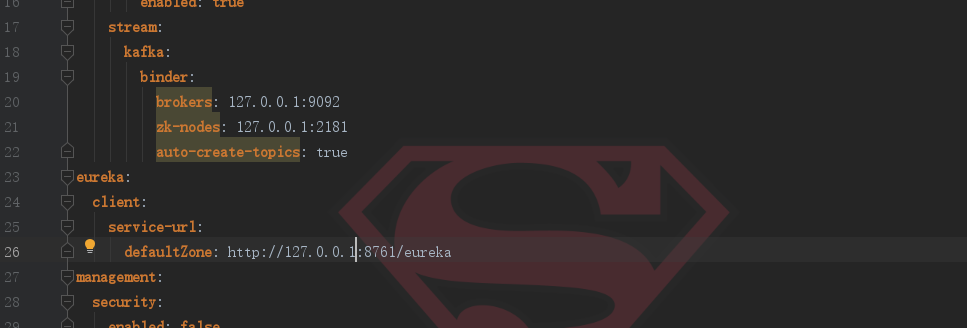 16 enabled: true
17 stream:
18 kafka:
19 binder:
20 brokers: 127.0.0.1:9092
21 zk-nodes: 127.0.0.1:2181
22 auto-create-topics: true
23 eureka:
24 client:
25 service-url:
26 defaultZone: http://127.0.0.1:8761/eureka
27 management:
28 security:
29 enabled: false